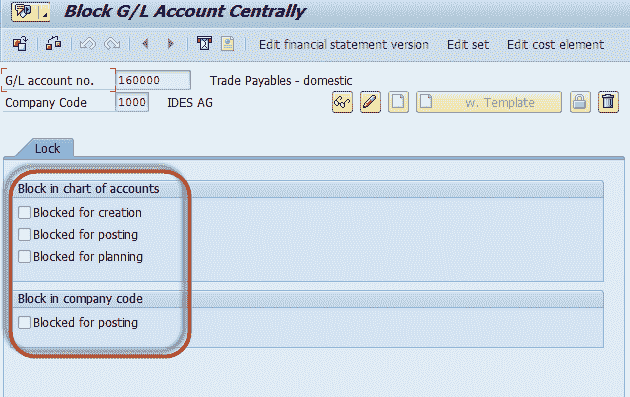 Block G/L Account Centrally
Edit financial statement version Edit set Edit cost element
G/L account no. 160000 Trade Payables - domestic
Company Code 1000 IDES AG w. Template
Lock
Block in chart of accounts
Blocked for creation
Blocked for posting
Blocked for planning
Block in company code
Blocked for posting